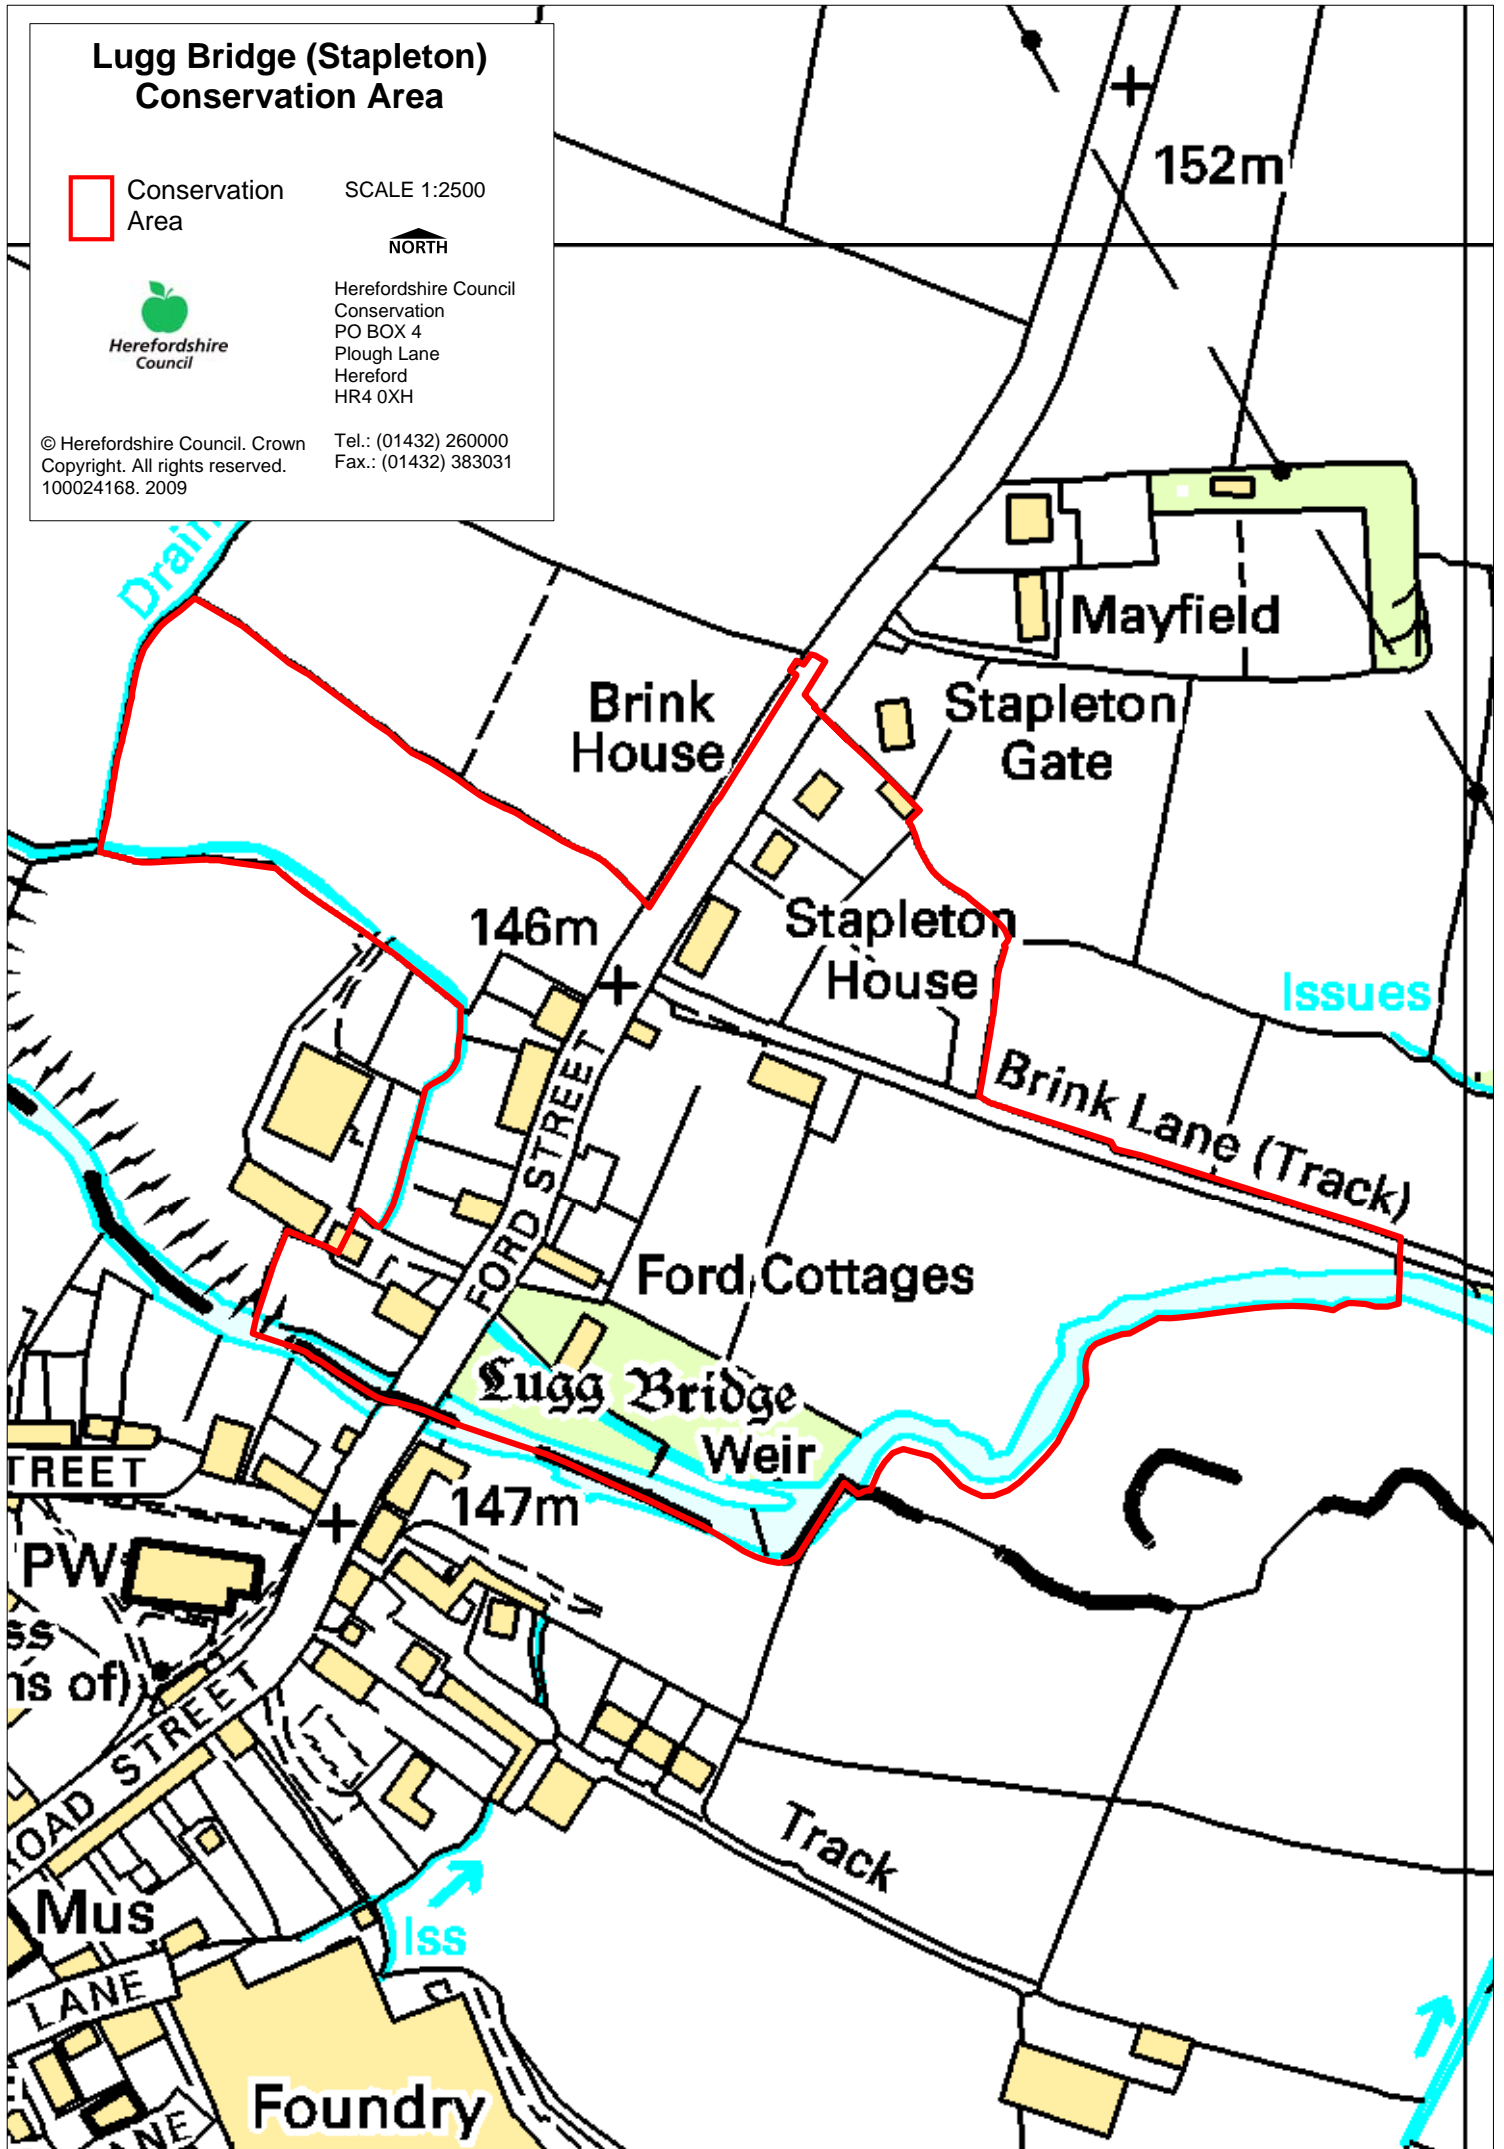 Lugg Bridge (Stapleton)
Conservation Area
Conservation
Area
SCALE 1:2500
NORTH
Herefordshire
Council
Herefordshire Council
Conservation
PO BOX 4
Plough Lane
Hereford
HR4 0XH
© Herefordshire Council. Crown
Copyright. All rights reserved.
100024168. 2009
Tel.: (01432) 260000
Fax.: (01432) 383031
152m
Drain
Mayfield
Brink
House
Stapleton
Gate
146m
Stapleton
House
Issues
Brink Lane (Track)
FORD STREET
Ford Cottages
Lugg Bridge
Weir
TREET
147m
PW
ss
ns of)
ROAD STREET
Track
Mus
Iss
LANE
Foundry
ANE